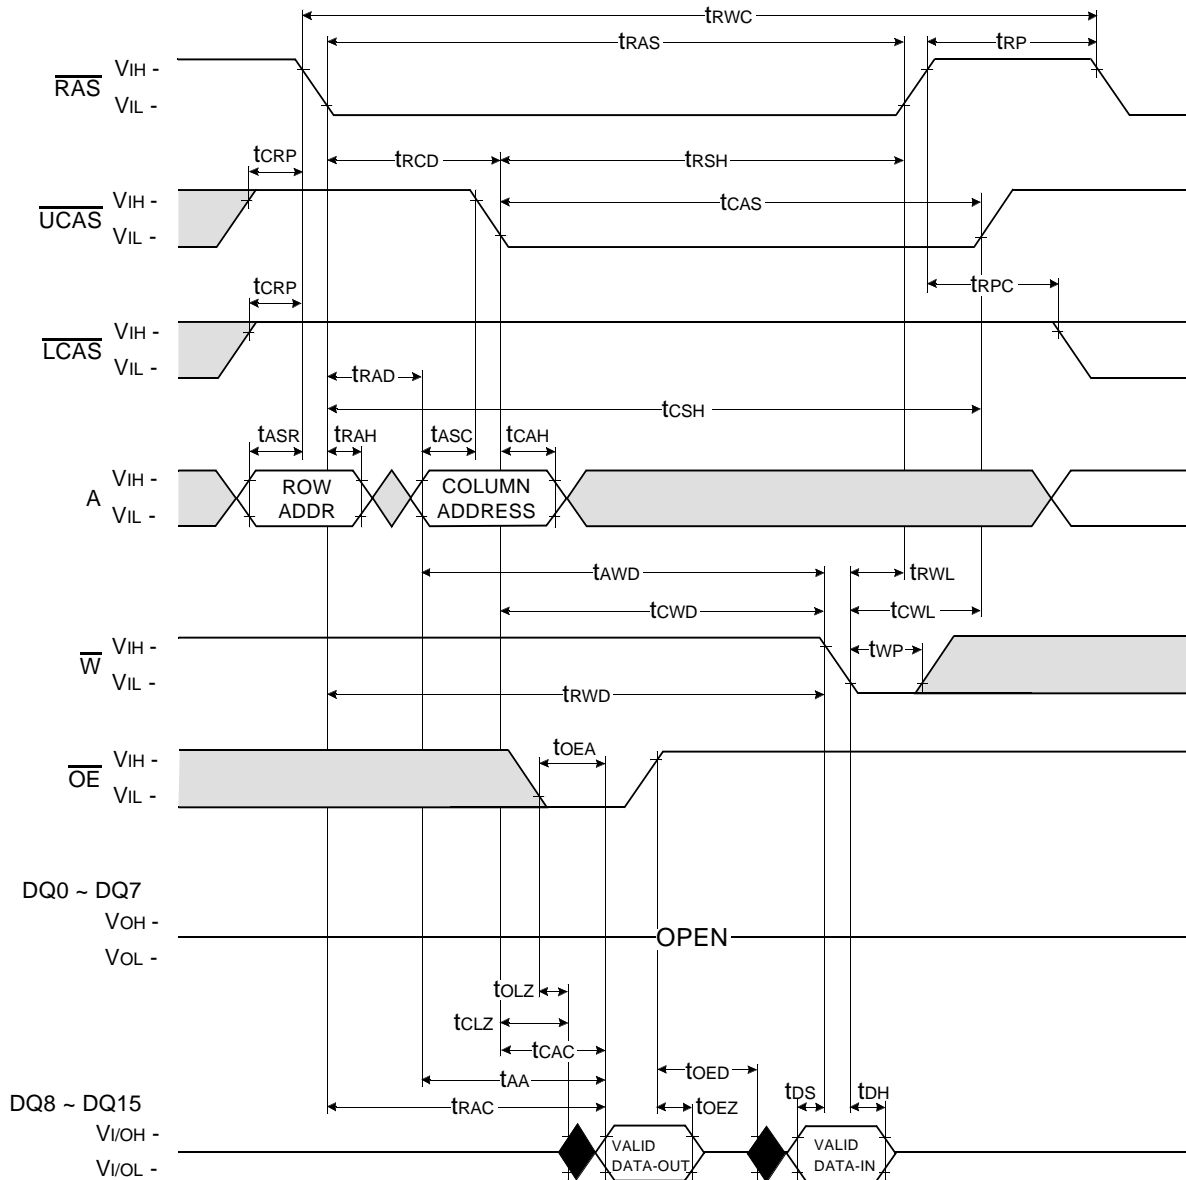 tRWC
tRAS
tRP
RAS
VIH -
VIL -
tCRP
tRCD
tRSH
UCAS
VIH -
VIL -
tCAS
tCRP
tRPC
LCAS
VIH -
VIL -
tRAD
tCSH
tASR
tRAH
tASC
tCAH
A
VIH -
VIL -
ROW
ADDR
COLUMN
ADDRESS
tAWD
tRWL
tCWD
tCWL
W
VIH -
VIL -
tWP
tRWD
OE
VIH -
VIL -
tOEA
DQ0 ~ DQ7
VOH -
VOL -
OPEN
tOLZ
tCLZ
tCAC
tOED
tAA
tDS
tDH
DQ8 ~ DQ15
tRAC
tOEZ
VI/OH -
VI/OL -
VALID
DATA-OUT
VALID
DATA-IN